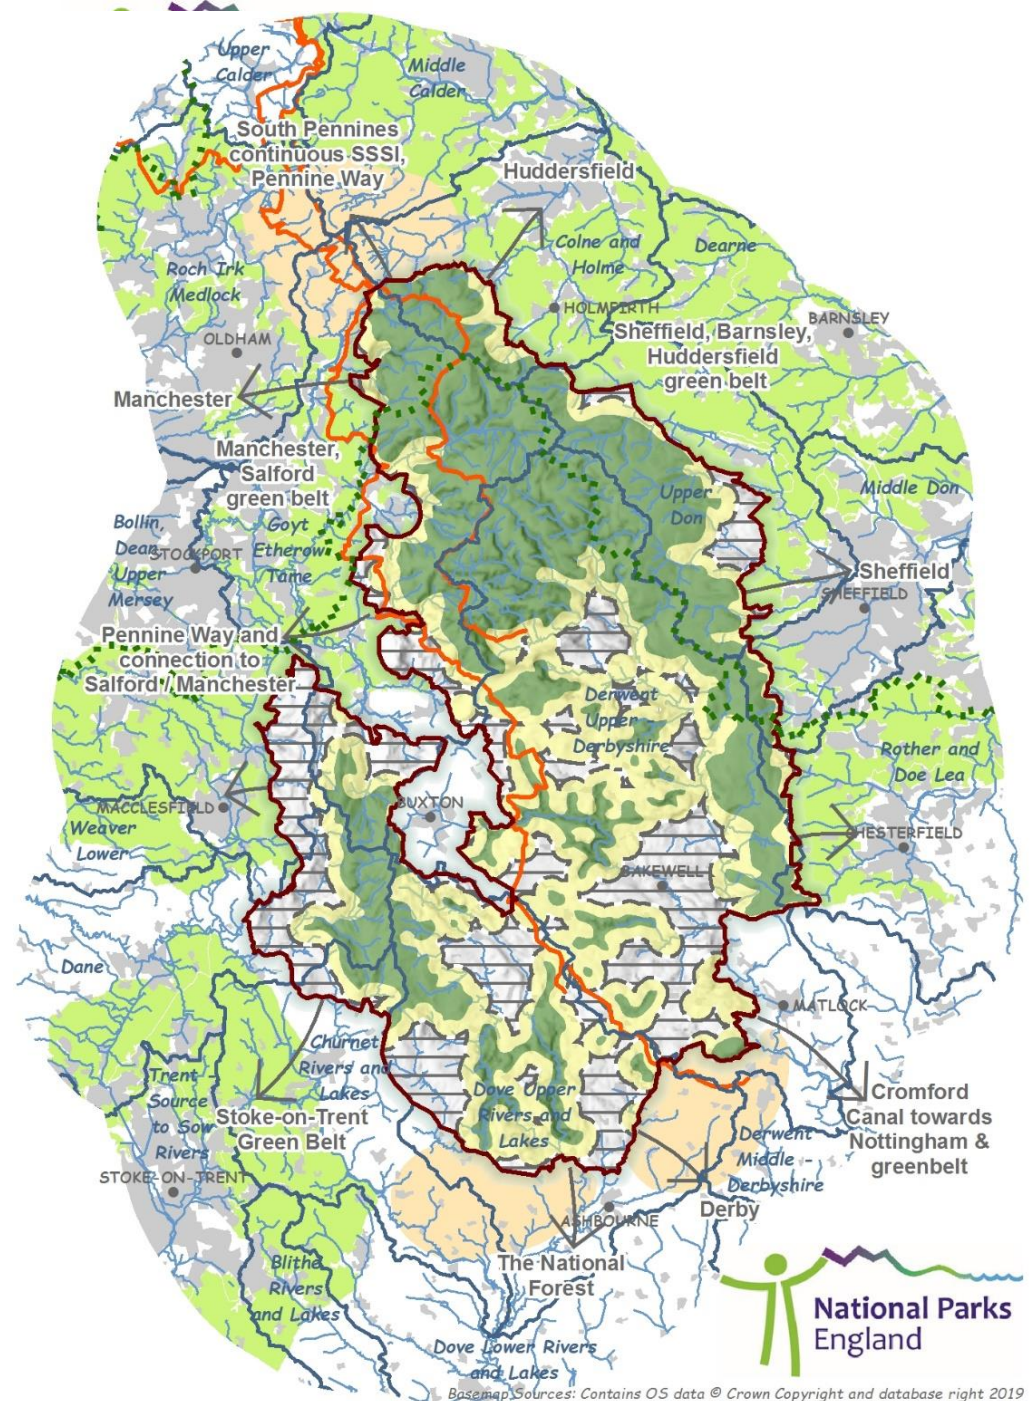 Upper
Calder
Middle
Calder
South Pennines
continuous SSSI,
Pennine Way
Huddersfield
Colne and
Holme
Dearne
Roch Irk
Medlock
HOLMFIRTH
BARNSLEY
OLDHAM
Sheffield, Barnsley,
Huddersfield
green belt
Manchester
Manchester,
Salford
green belt
Upper
Don
Middle Don
Bollin,
Dean,
Upper
Mersey
STOCKPORT
Goyt
Etherow
Tame
Sheffield
SHEFFIELD
Pennine Way and
connection to
Salford / Manchester
Derwent
Upper -
Derbyshire
Rother and
Doe Lea
MACCLESFIELD
BUXTON
Weaver
Lower
CHESTERFIELD
BAKEWELL
Dane
MATLOCK
Churnet
Rivers and
Lakes
Trent -
Source
to Sow
Rivers
Stoke-on-Trent
Green Belt
Dove Upper
Rivers and
Lakes
Cromford
Canal towards
Nottingham &
greenbelt
Derwent
Middle -
Derbyshire
STOKE-ON-TRENT
Derby
ASHBOURNE
The National
Forest
Blithe
Rivers
and Lakes
National Parks
England
Dove Lower Rivers
and Lakes
Basemap Sources: Contains OS data © Crown Copyright and database right 2019